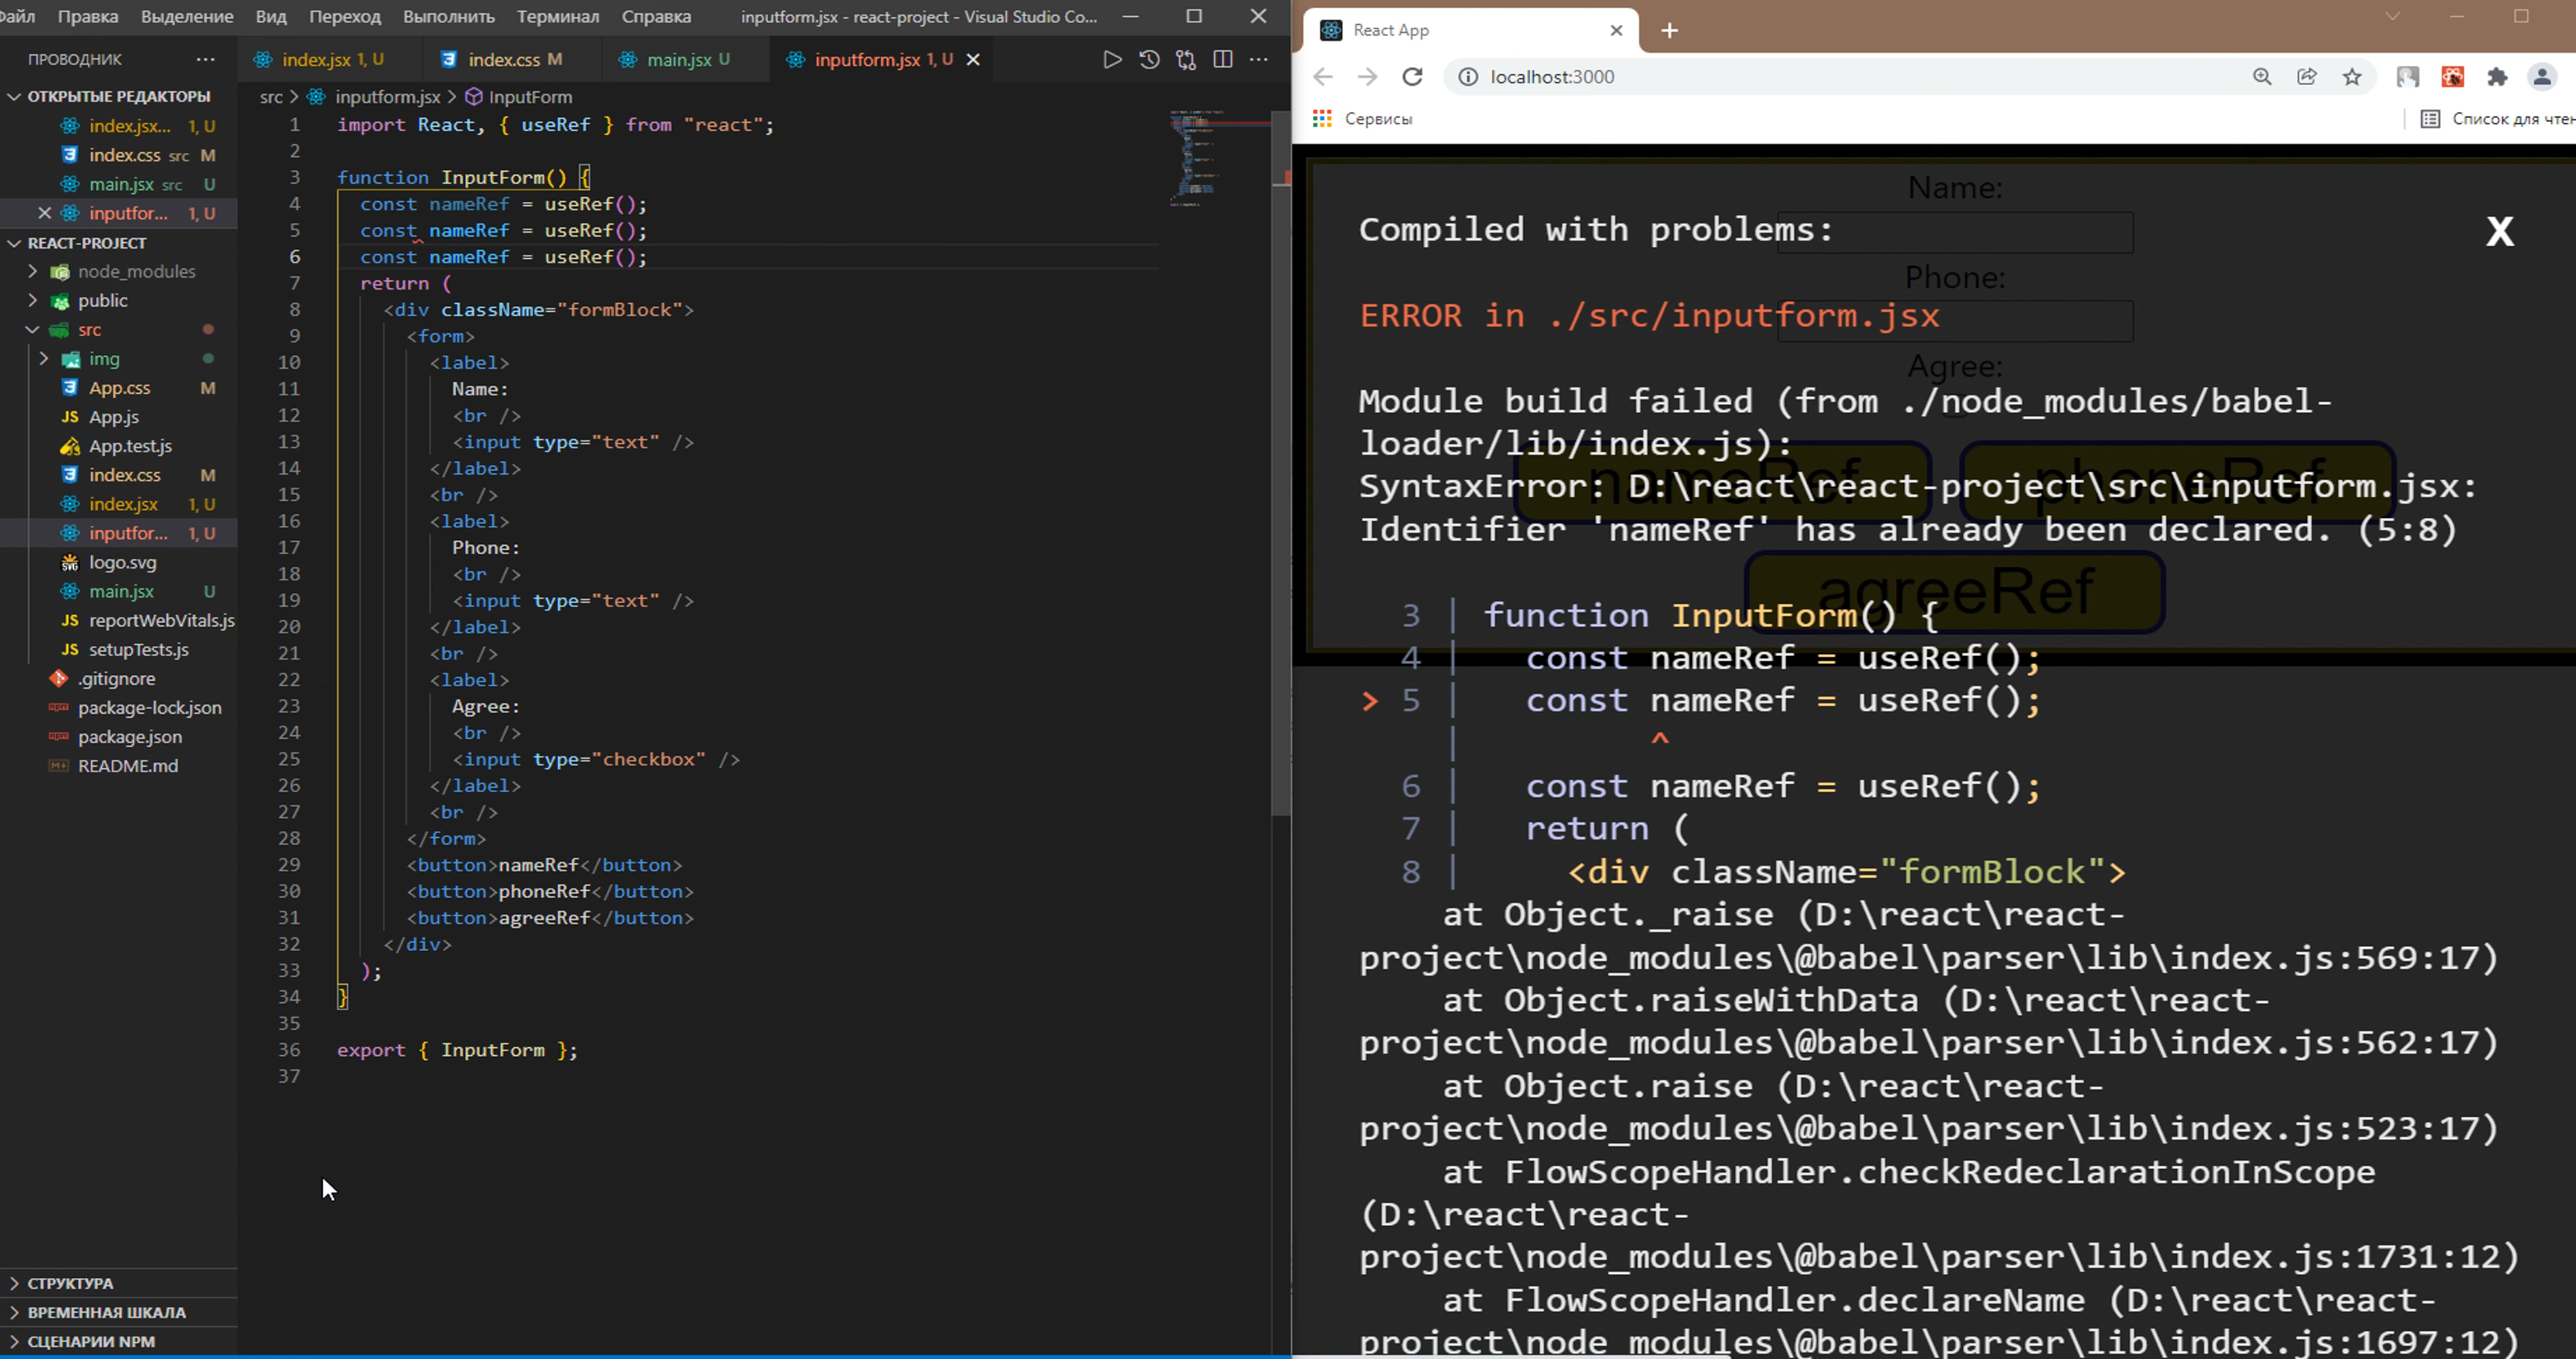 Файл Правка Выделение Вид Переход Выполнить Терминал Справка inputform.jsx - react-project - Visual Studio Co...
ПРОВОДНИК ...
ОТКРЫТЫЕ РЕДАКТОРЫ
index.jsx... 1, U
index.css src M
main.jsx src U
inputfor... 1, U
REACT-PROJECT
node_modules
public
src
img
App.css M
JS App.js
App.test.js
index.css M
index.jsx 1, U
inputfor... 1, U
logo.svg
main.jsx U
JS reportWebVitals.js
JS setupTests.js
.gitignore
package-lock.json
package.json
README.md
СТРУКТУРА
ВРЕМЕННАЯ ШКАЛА
СЦЕНАРИИ NPM
index.jsx 1, U index.css M main.jsx U inputform.jsx 1, U
src > inputform.jsx > InputForm
1 import React, { useRef } from "react";
2
3 function InputForm() {
4 const nameRef = useRef();
5 const nameRef = useRef();
6 const nameRef = useRef();
7 return (
8 <div className="formBlock">
9 <form>
10 <label>
11 Name:
12 <br />
13 <input type="text" />
14 </label>
15 <br />
16 <label>
17 Phone:
18 <br />
19 <input type="text" />
20 </label>
21 <br />
22 <label>
23 Agree:
24 <br />
25 <input type="checkbox" />
26 </label>
27 <br />
28 </form>
29 <button>nameRef</button>
30 <button>phoneRef</button>
31 <button>agreeRef</button>
32 </div>
33 );
34 }
35
36 export { InputForm };
37
React App
localhost:3000
Сервисы
Список для чтен
Name:
Compiled with problems: X
Phone:
ERROR in ./src/inputform.jsx
Agree:
Module build failed (from ./node_modules/babel-
loader/lib/index.js):
nameRef phoneRef
SyntaxError: D:\react\react-project\src\inputform.jsx:
Identifier 'nameRef' has already been declared. (5:8)
agreeRef
3 | function InputForm() {
4 | const nameRef = useRef();
> 5 | const nameRef = useRef();
| ^
6 | const nameRef = useRef();
7 | return (
8 | <div className="formBlock">
at Object._raise (D:\react\react-
project\node_modules\@babel\parser\lib\index.js:569:17)
at Object.raiseWithData (D:\react\react-
project\node_modules\@babel\parser\lib\index.js:562:17)
at Object.raise (D:\react\react-
project\node_modules\@babel\parser\lib\index.js:523:17)
at FlowScopeHandler.checkRedeclarationInScope
(D:\react\react-
project\node_modules\@babel\parser\lib\index.js:1731:12)
at FlowScopeHandler.declareName (D:\react\react-
project\node_modules\@babel\parser\lib\index.js:1697:12)